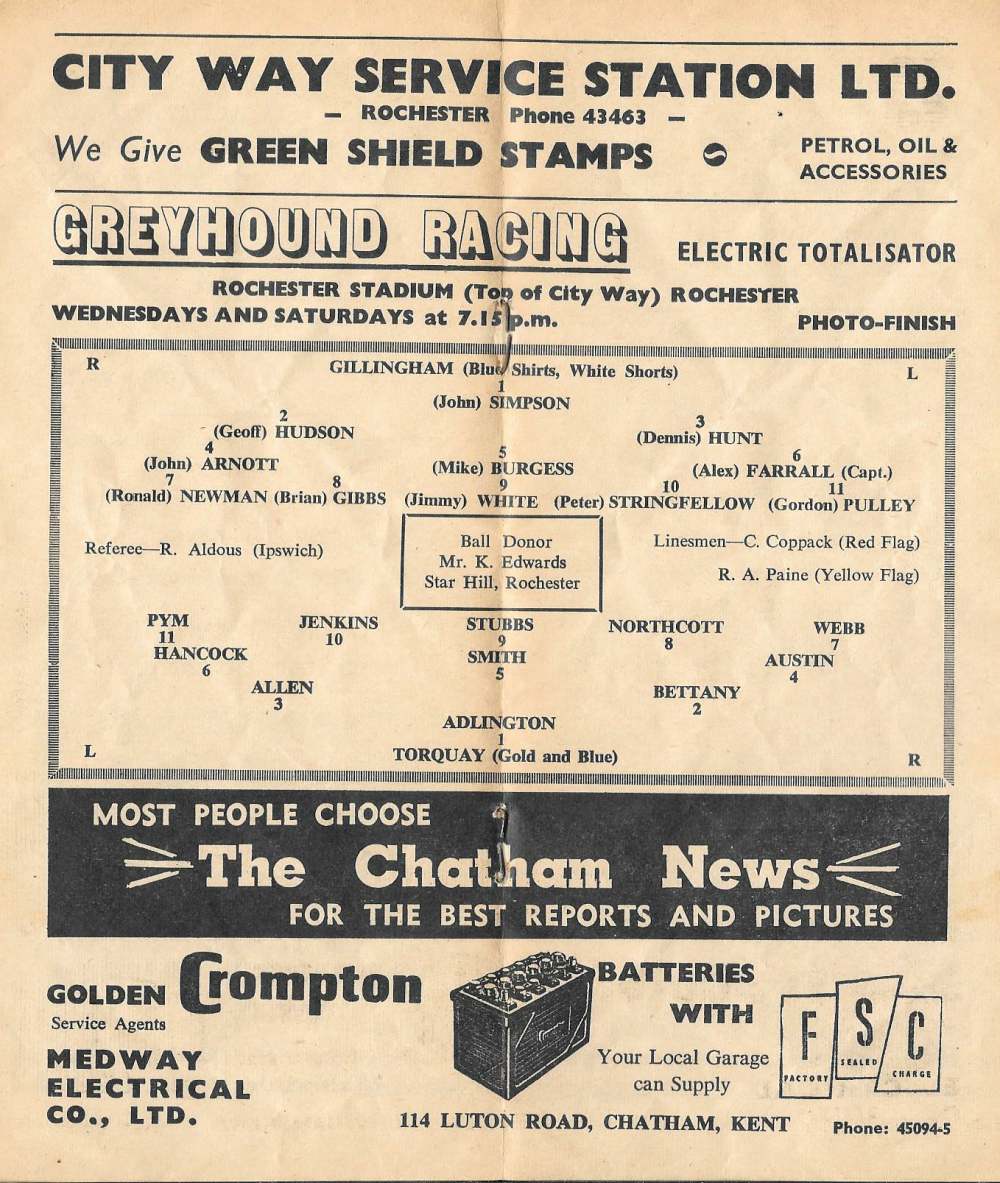 CITY WAY SERVICE STATION LTD.
— ROCHESTER Phone 43463 —
We Give GREEN SHIELD STAMPS
PETROL, OIL &
ACCESSORIES
GREYHOUND RACING ELECTRIC TOTALISATOR
ROCHESTER STADIUM (Top of City Way) ROCHESTER
WEDNESDAYS AND SATURDAYS at 7.15 p.m. PHOTO-FINISH
R GILLINGHAM (Blue Shirts, White Shorts) L
1
(John) SIMPSON
2 3
(Geoff) HUDSON (Dennis) HUNT
4 5 6
(John) ARNOTT (Mike) BURGESS (Alex) FARRALL (Capt.)
7 8 9 10 11
(Ronald) NEWMAN (Brian) GIBBS (Jimmy) WHITE (Peter) STRINGFELLOW (Gordon) PULLEY
Referee—R. Aldous (Ipswich)
Ball Donor
Mr. K. Edwards
Star Hill, Rochester
Linesmen—C. Coppack (Red Flag)
R. A. Paine (Yellow Flag)
PYM JENKINS STUBBS NORTHCOTT WEBB
11 10 9 8 7
HANCOCK SMITH AUSTIN
6 5 4
ALLEN BETTANY
3 2
ADLINGTON
1
L TORQUAY (Gold and Blue) R
MOST PEOPLE CHOOSE
The Chatham News
FOR THE BEST REPORTS AND PICTURES
GOLDEN Crompton
Service Agents
MEDWAY
ELECTRICAL
CO., LTD.
Crompton
BATTERIES
WITH
Your Local Garage
can Supply
F
FACTORY
S
SEALED
C
CHARGE
114 LUTON ROAD, CHATHAM, KENT Phone: 45094-5